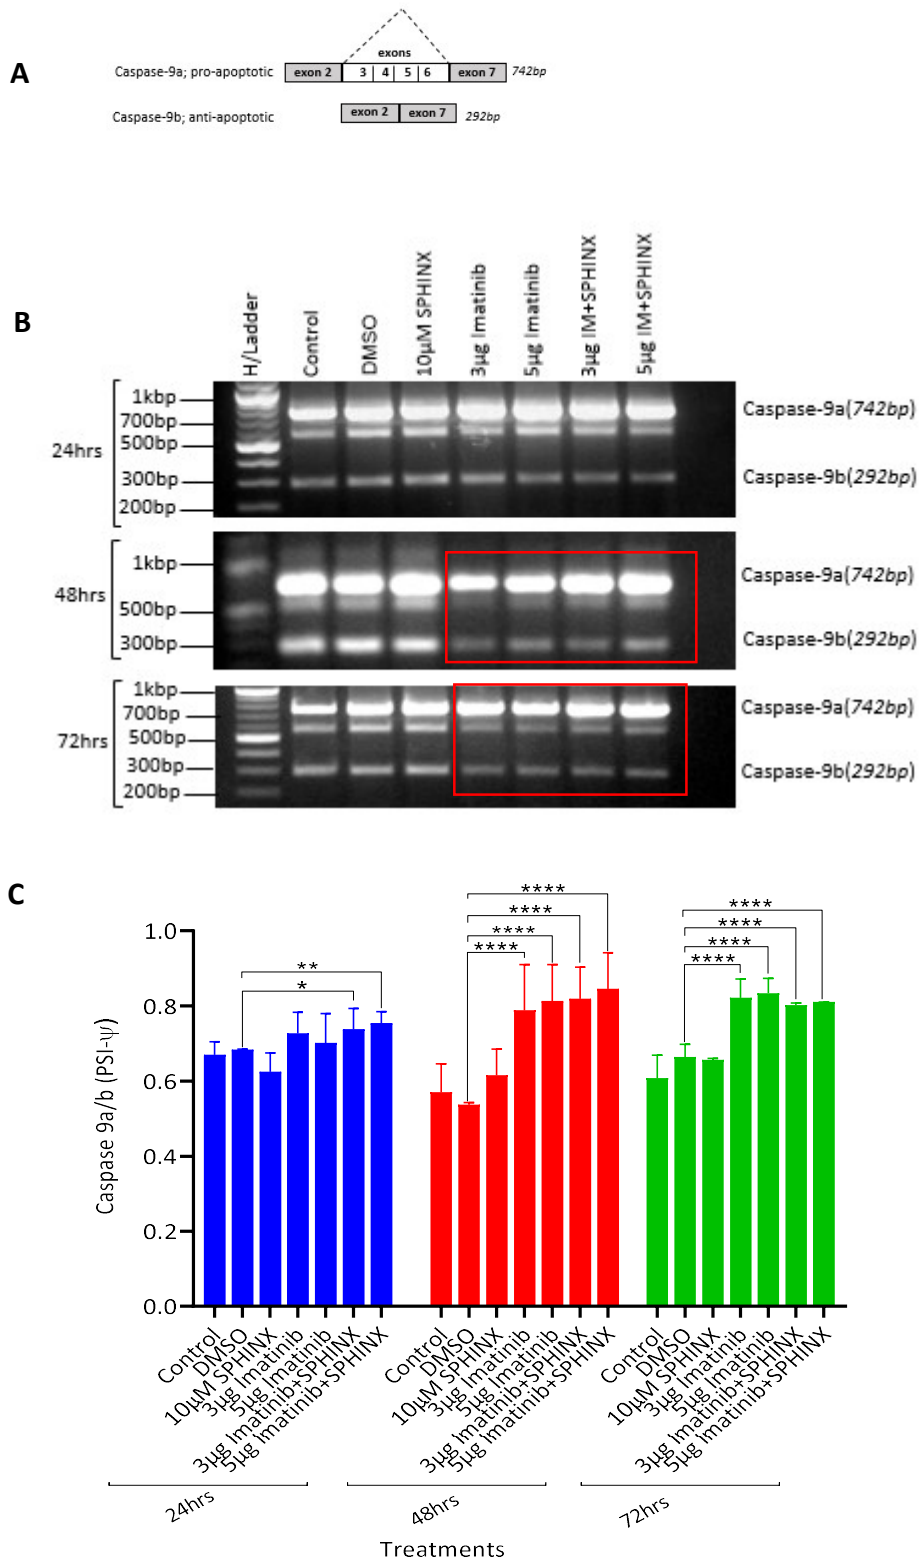 A
exons
Caspase-9a; pro-apoptotic exon 2 3 4 5 6 exon 7 742bp
Caspase-9b; anti-apoptotic exon 2 exon 7 292bp
B
H/Ladder
Control
DMSO
10µM SPHINX
3µg Imatinib
5µg Imatinib
3µg IM+SPHINX
5µg IM+SPHINX
24hrs
1kbp
700bp
500bp
300bp
200bp
Caspase-9a(742bp)
Caspase-9b(292bp)
48hrs
1kbp
500bp
300bp
Caspase-9a(742bp)
Caspase-9b(292bp)
72hrs
1kbp
700bp
500bp
300bp
200bp
Caspase-9a(742bp)
Caspase-9b(292bp)
C
Caspase 9a/b (PSI-ψ)
1.0
0.8
0.6
0.4
0.2
0.0
**
*
****
****
****
****
****
****
****
****
Control
DMSO
10µM SPHINX
3µg Imatinib
5µg Imatinib
3µg Imatinib+SPHINX
5µg Imatinib+SPHINX
Control
DMSO
10µM SPHINX
3µg Imatinib
5µg Imatinib
3µg Imatinib+SPHINX
5µg Imatinib+SPHINX
Control
DMSO
10µM SPHINX
3µg Imatinib
5µg Imatinib
3µg Imatinib+SPHINX
5µg Imatinib+SPHINX
24hrs
48hrs
72hrs
Treatments